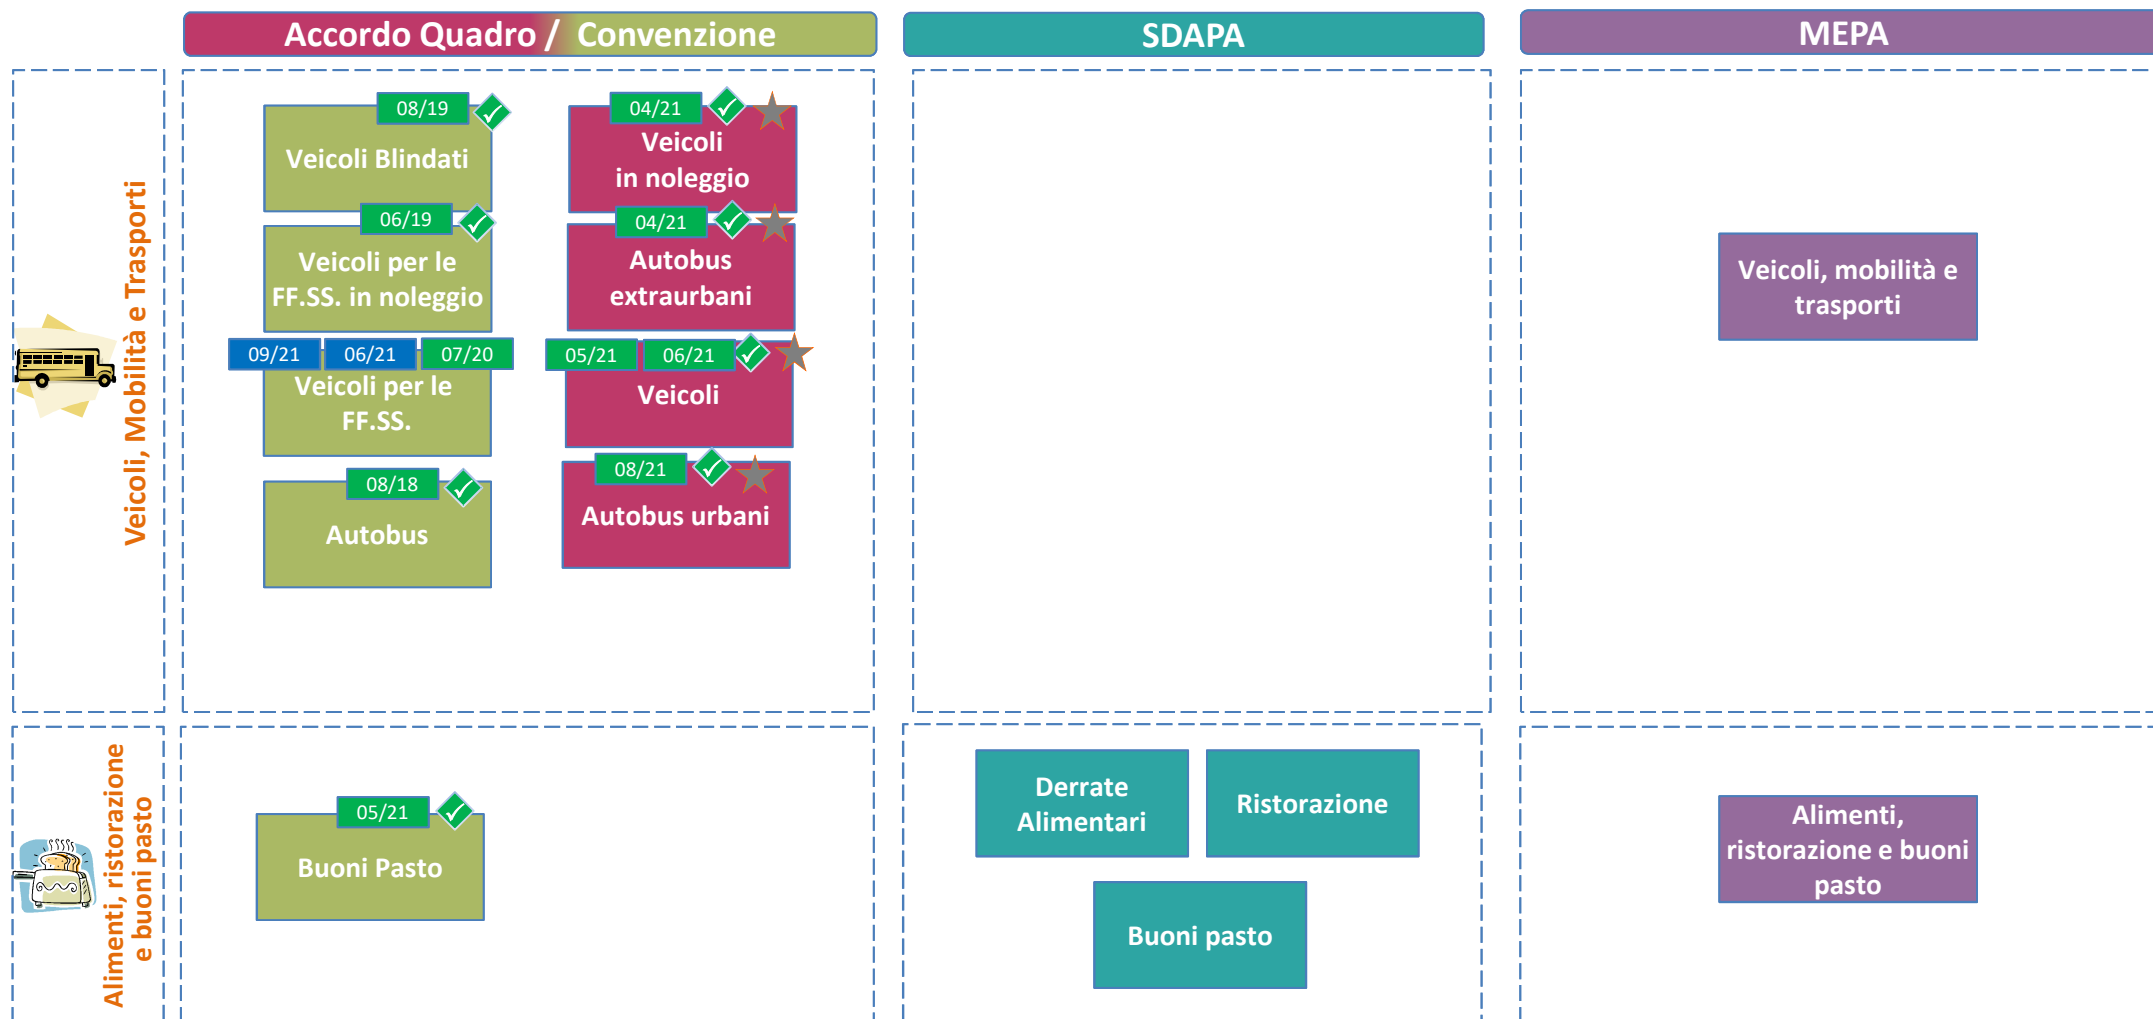 Accordo Quadro / Convenzione
SDAPA
MEPA
Veicoli, Mobilità e Trasporti
08/19
Veicoli Blindati
04/21
Veicoli
in noleggio
06/19
Veicoli per le
FF.SS. in noleggio
04/21
Autobus
extraurbani
09/21
06/21
07/20
Veicoli per le
FF.SS.
05/21
06/21
Veicoli
08/18
Autobus
08/21
Autobus urbani
Veicoli, mobilità e
trasporti
Alimenti, ristorazione
e buoni pasto
05/21
Buoni Pasto
Derrate
Alimentari
Ristorazione
Buoni pasto
Alimenti,
ristorazione e buoni
pasto